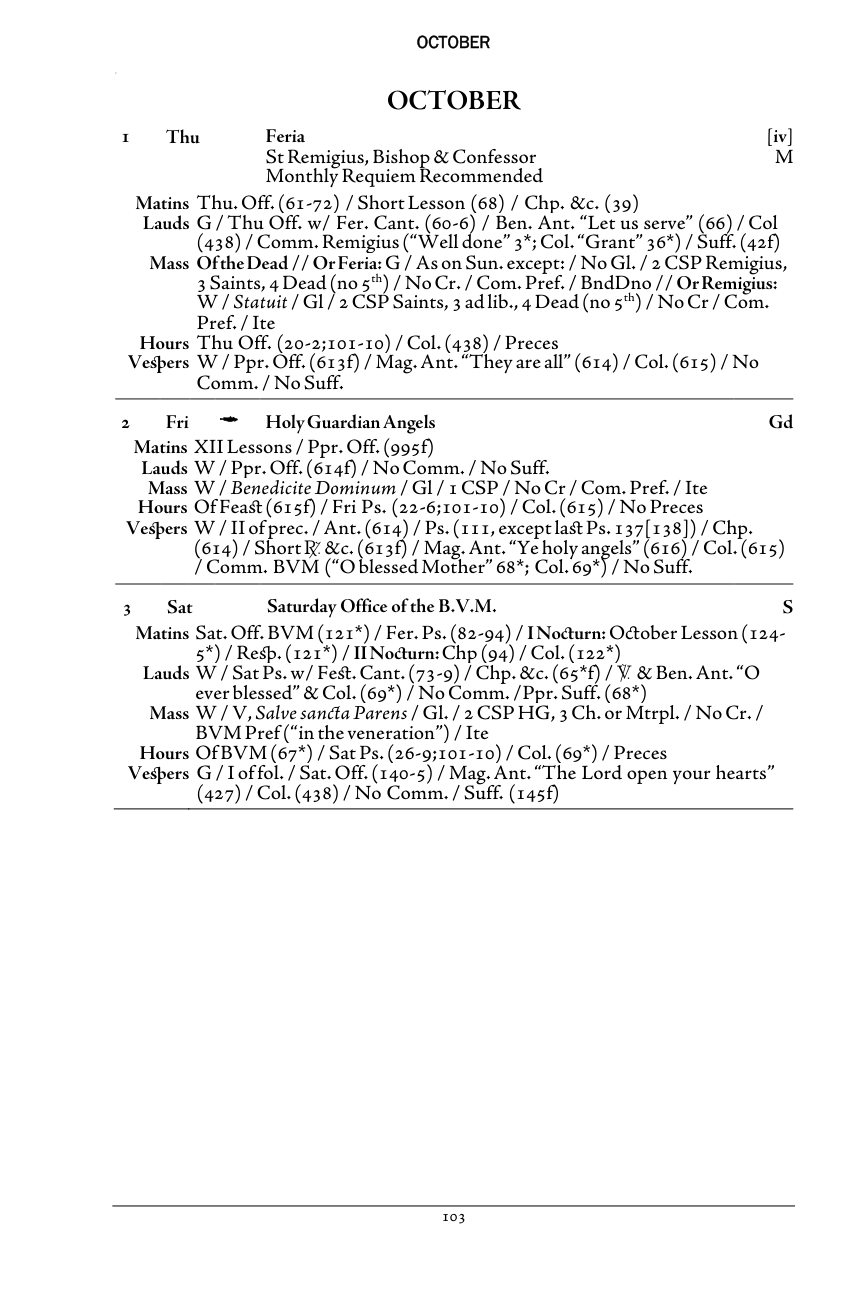 OCTOBER
OCTOBER
1 Thu Feria [iv]
St Remigius, Bishop & Confessor M
Monthly Requiem Recommended
Matins Thu. Off. (61-72) / Short Lesson (68) / Chp. &c. (39)
Lauds G / Thu Off. w/ Fer. Cant. (60-6) / Ben. Ant. “Let us serve” (66) / Col
(438) / Comm. Remigius (“Well done” 3*; Col. “Grant” 36*) / Suff. (42f)
Mass Of the Dead // Or Feria: G / As on Sun. except: / No Gl. / 2 CSP Remigius,
3 Saints, 4 Dead (no 5th) / No Cr. / Com. Pref. / BndDno // Or Remigius:
W / Statuit / Gl / 2 CSP Saints, 3 ad lib., 4 Dead (no 5th) / No Cr / Com.
Pref. / Ite
Hours Thu Off. (20-2;101-10) / Col. (438) / Preces
Vespers W / Ppr. Off. (613f) / Mag. Ant. “They are all” (614) / Col. (615) / No
Comm. / No Suff.
2 Fri Holy Guardian Angels Gd
Matins XII Lessons / Ppr. Off. (995f)
Lauds W / Ppr. Off. (614f) / No Comm. / No Suff.
Mass W / Benedicite Dominum / Gl / 1 CSP / No Cr / Com. Pref. / Ite
Hours Of Feast (615f) / Fri Ps. (22-6;101-10) / Col. (615) / No Preces
Vespers W / II of prec. / Ant. (614) / Ps. (111, except last Ps. 137[138]) / Chp.
(614) / Short ℟ &c. (613f) / Mag. Ant. “Ye holy angels” (616) / Col. (615)
/ Comm. BVM (“O blessed Mother” 68*; Col. 69*) / No Suff.
3 Sat Saturday Office of the B.V.M. S
Matins Sat. Off. BVM (121*) / Fer. Ps. (82-94) / I Nocturn: October Lesson (124-
5*) / Resp. (121*) / II Nocturn: Chp (94) / Col. (122*)
Lauds W / Sat Ps. w/ Fest. Cant. (73-9) / Chp. &c. (65*f) / ℣. & Ben. Ant. “O
ever blessed” & Col. (69*) / No Comm. /Ppr. Suff. (68*)
Mass W / V, Salve sancta Parens / Gl. / 2 CSP HG, 3 Ch. or Mtrpl. / No Cr. /
BVM Pref (“in the veneration”) / Ite
Hours Of BVM (67*) / Sat Ps. (26-9;101-10) / Col. (69*) / Preces
Vespers G / I of fol. / Sat. Off. (140-5) / Mag. Ant. “The Lord open your hearts”
(427) / Col. (438) / No Comm. / Suff. (145f)
103